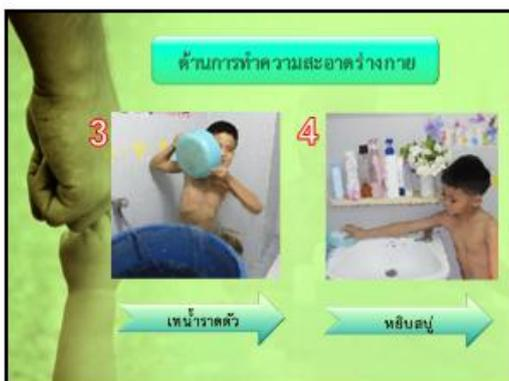 ด้านการทำความสะอาดร่างกาย
3
4
เทน้ำราดตัว
หยิบสบู่